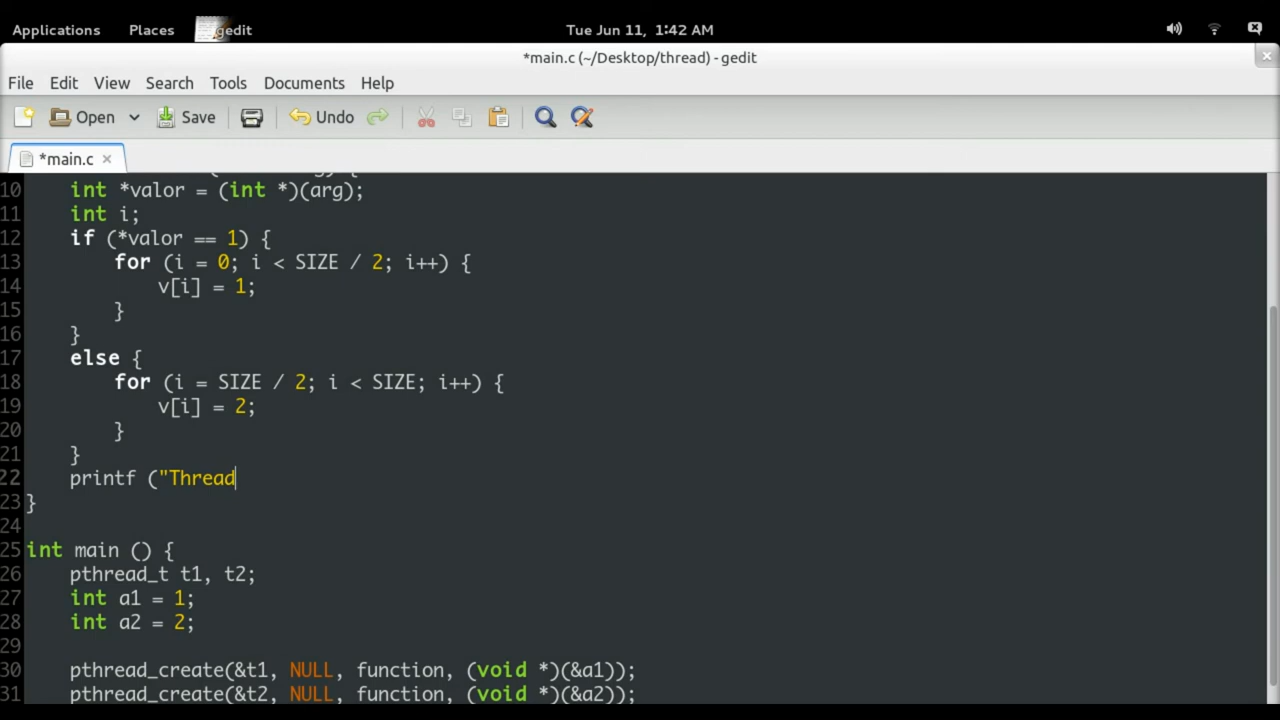 Applications Places gedit Tue Jun 11, 1:42 AM
*main.c (~/Desktop/thread) - gedit
File Edit View Search Tools Documents Help
Open Save Undo
*main.c
10 int *valor = (int *)(arg);
11 int i;
12 if (*valor == 1) {
13 for (i = 0; i < SIZE / 2; i++) {
14 v[i] = 1;
15 }
16 }
17 else {
18 for (i = SIZE / 2; i < SIZE; i++) {
19 v[i] = 2;
20 }
21 }
22 printf ("Thread
23 }
24
25 int main () {
26 pthread_t t1, t2;
27 int a1 = 1;
28 int a2 = 2;
29
30 pthread_create(&t1, NULL, function, (void *)(&a1));
31 pthread_create(&t2, NULL, function, (void *)(&a2));